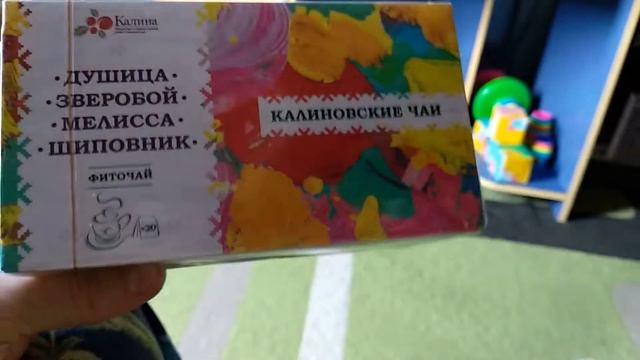 Калина
· ДУШИЦА ·
· ЗВЕРОБОЙ ·
· МЕЛИССА ·
· ШИПОВНИК ·
ФИТОЧАЙ
КАЛИНОВСКИЕ ЧАИ